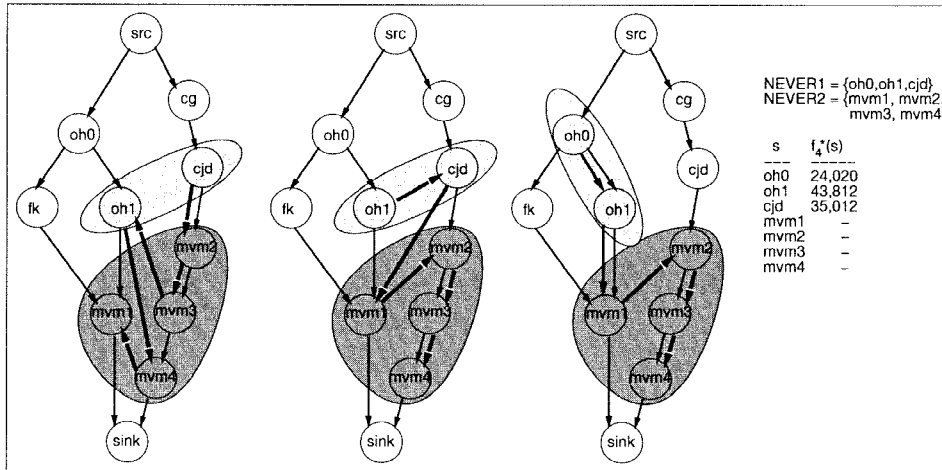 src
cg
oh0
cjd
fk
oh1
mvm2
mvm1
mvm3
mvm4
sink
src
cg
oh0
cjd
fk
oh1
mvm2
mvm1
mvm3
mvm4
sink
src
cg
oh0
cjd
fk
oh1
mvm2
mvm1
mvm3
mvm4
sink
NEVER1 = {oh0,oh1,cjd}
NEVER2 = {mvm1, mvm2,
mvm3, mvm4
s f4*(s)
--- -----
oh0 24,020
oh1 43,812
cjd 35,012
mvm1 –
mvm2 –
mvm3 –
mvm4 –